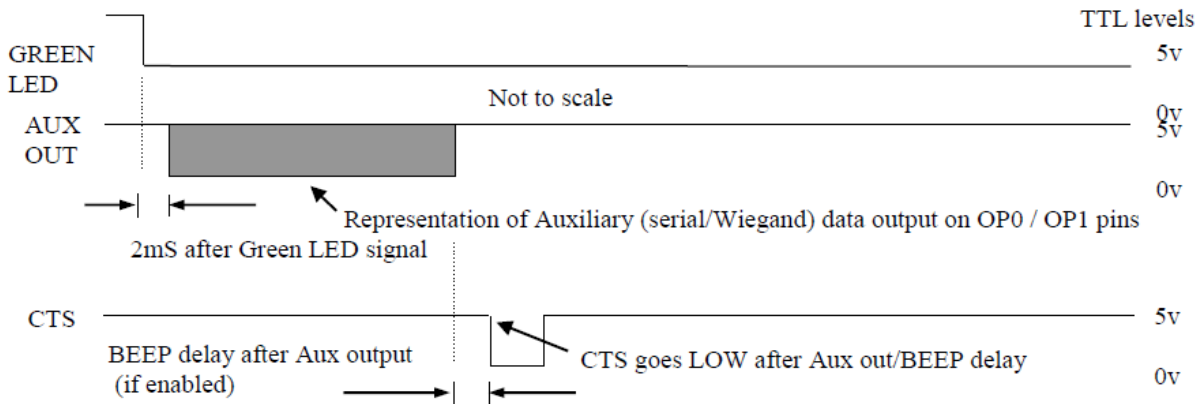 TTL levels
GREEN
LED
5v
Not to scale
0v
AUX
OUT
5v
0v
Representation of Auxiliary (serial/Wiegand) data output on OP0 / OP1 pins
2mS after Green LED signal
CTS
5v
BEEP delay after Aux output
(if enabled)
CTS goes LOW after Aux out/BEEP delay
0v